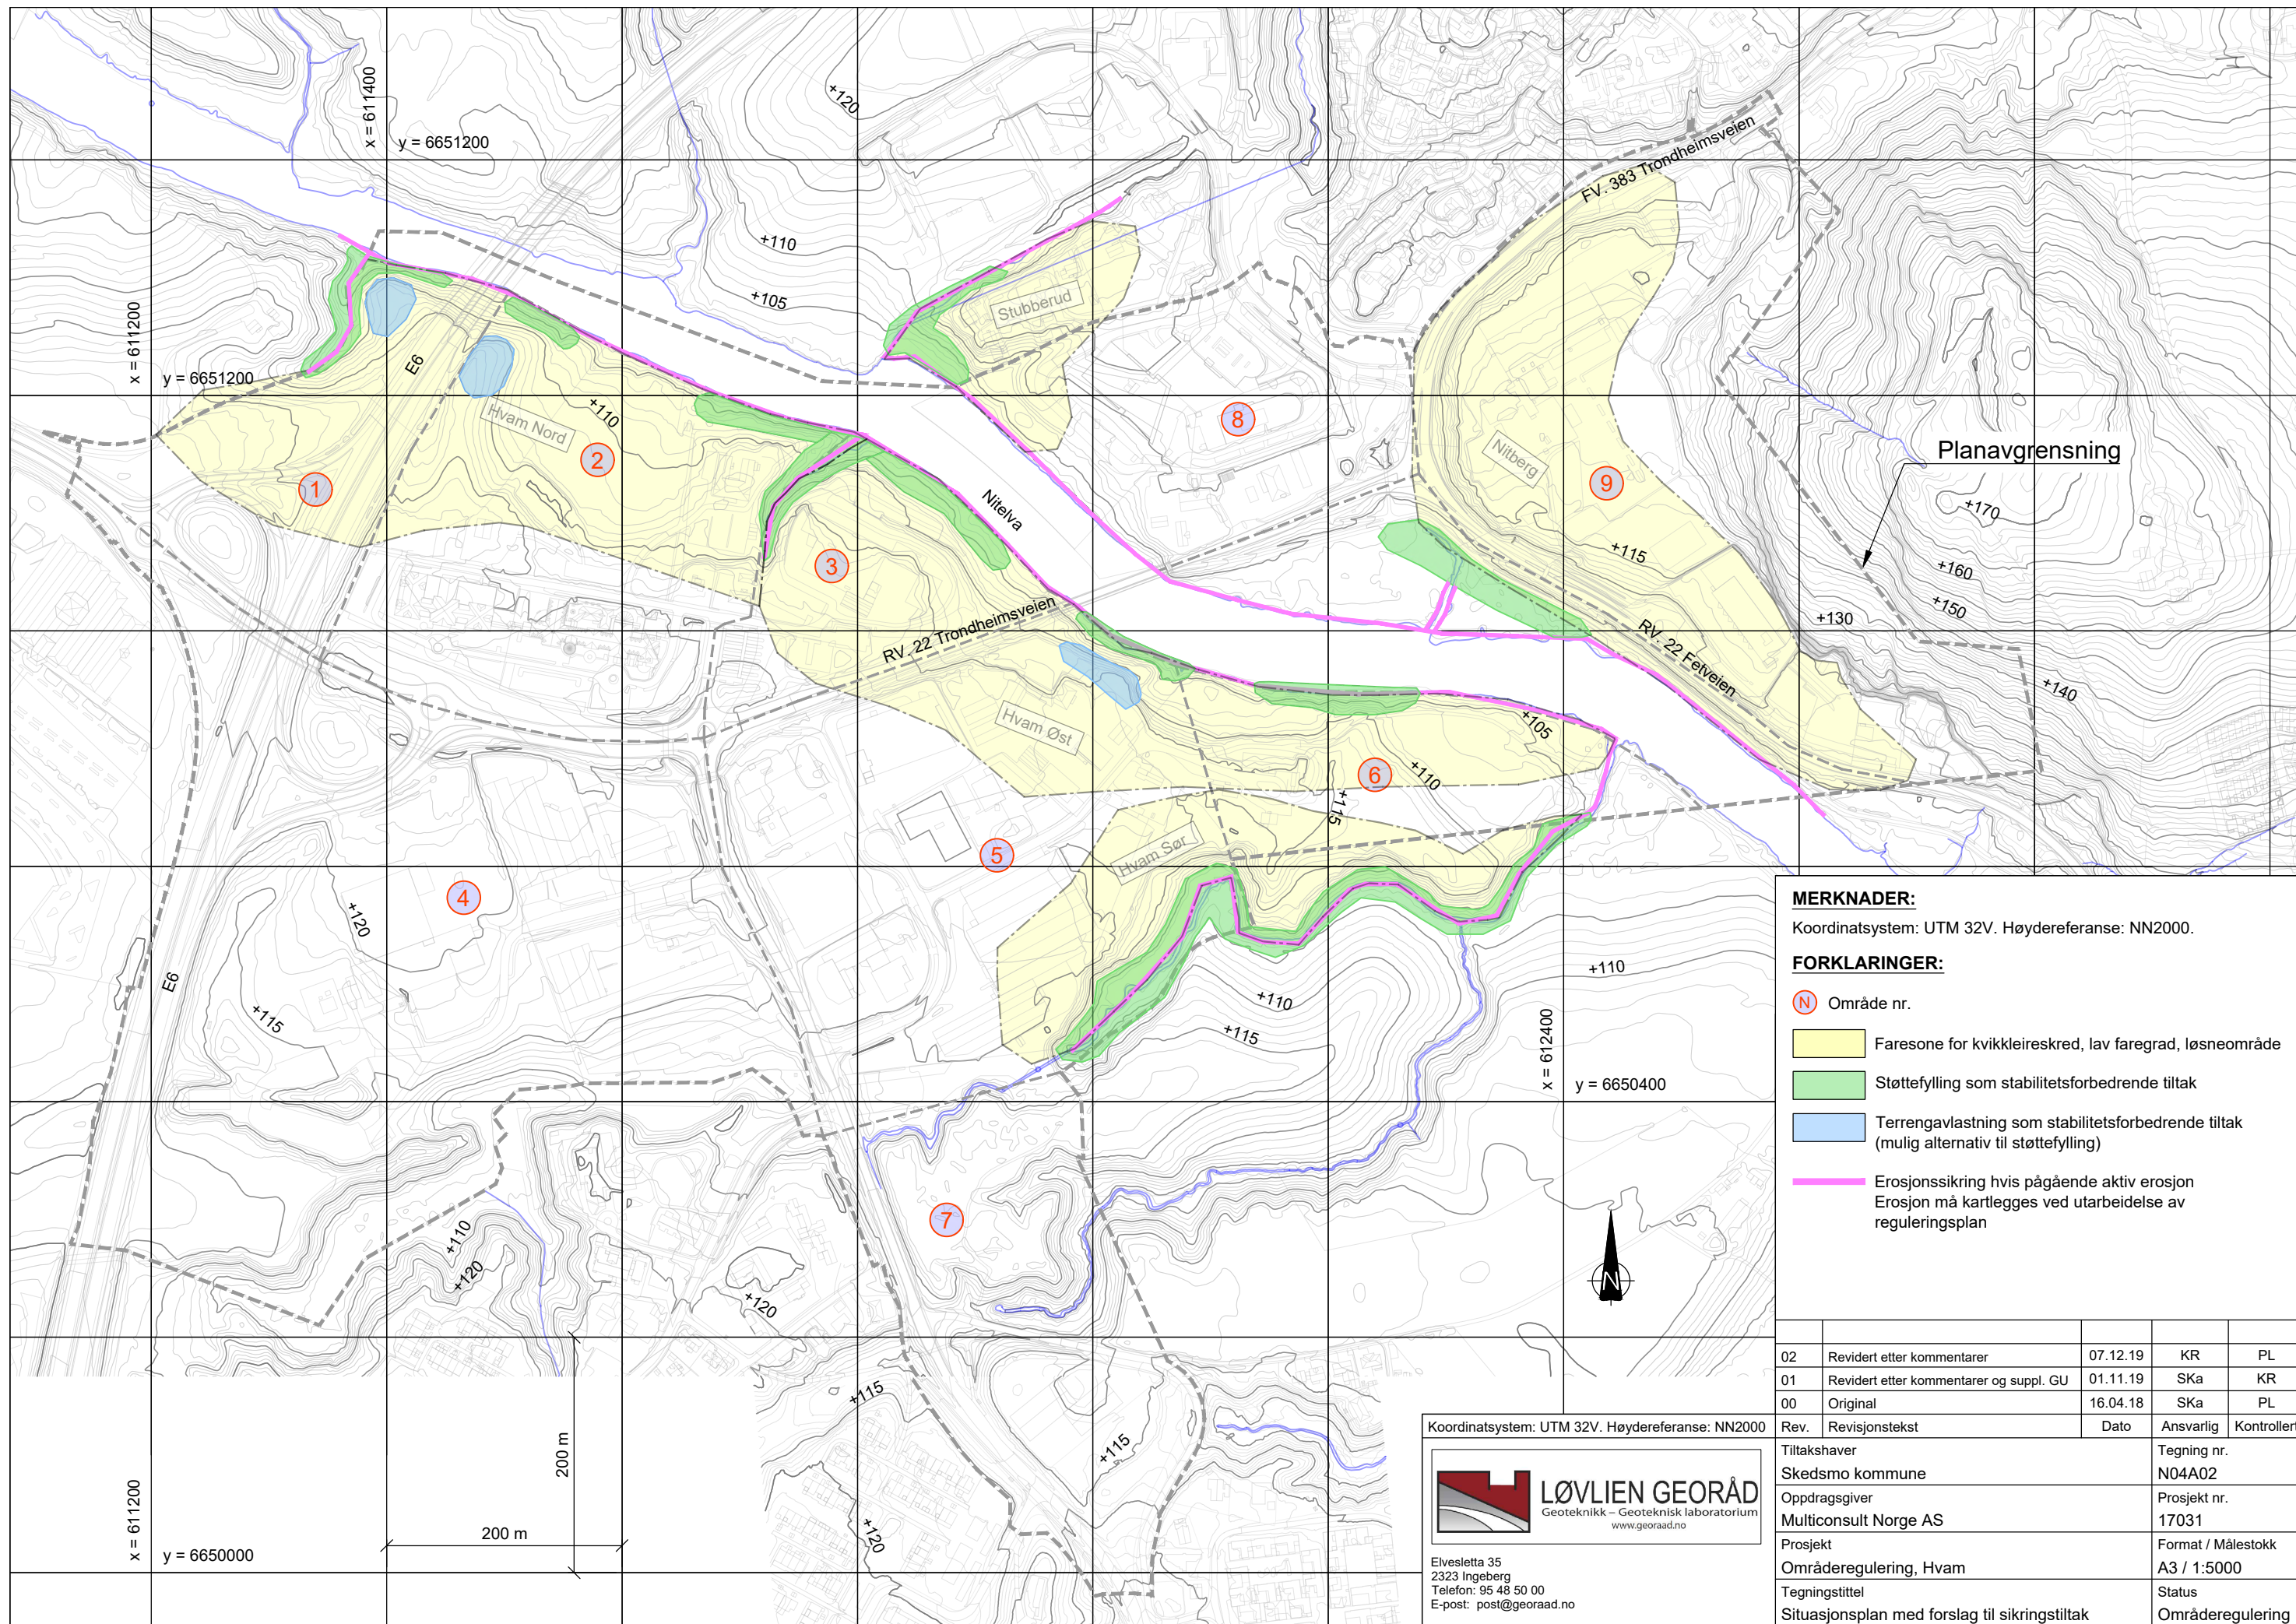 x = 611400
y = 6651200
+120
+110
+105
FV. 383 Trondheimsveien
Stubberud
x = 611200
y = 6651200
E6
Hvam Nord
+110
1
2
8
Nitberg
9
Planavgrensning
+170
+160
+150
+130
+140
+115
Nitelva
3
RV. 22 Trondheimsveien
RV. 22 Fetveien
Hvam Øst
+105
6
+110
+115
Hvam Sør
5
4
+120
E6
+115
+110
+110
+115
x = 612400
y = 6650400
7
+110
+120
+120
N
+115
+115
+120
200 m
200 m
x = 611200
y = 6650000
MERKNADER:
Koordinatsystem: UTM 32V. Høydereferanse: NN2000.
FORKLARINGER:
N Område nr.
Faresone for kvikkleireskred, lav faregrad, løsneområde
Støttefylling som stabilitetsforbedrende tiltak
Terrengavlastning som stabilitetsforbedrende tiltak
(mulig alternativ til støttefylling)
Erosjonssikring hvis pågående aktiv erosjon
Erosjon må kartlegges ved utarbeidelse av
reguleringsplan
02 Revidert etter kommentarer 07.12.19 KR PL
01 Revidert etter kommentarer og suppl. GU 01.11.19 SKa KR
00 Original 16.04.18 SKa PL
Rev. Revisjonstekst Dato Ansvarlig Kontrollert
Koordinatsystem: UTM 32V. Høydereferanse: NN2000
LØVLIEN GEORÅD
Geoteknikk – Geoteknisk laboratorium
www.georaad.no
Elvesletta 35
2323 Ingeberg
Telefon: 95 48 50 00
E-post: post@georaad.no
Tiltakshaver
Skedsmo kommune
Tegning nr.
N04A02
Oppdragsgiver
Multiconsult Norge AS
Prosjekt nr.
17031
Prosjekt
Områderegulering, Hvam
Format / Målestokk
A3 / 1:5000
Tegningstittel
Situasjonsplan med forslag til sikringstiltak
Status
Områderegulering